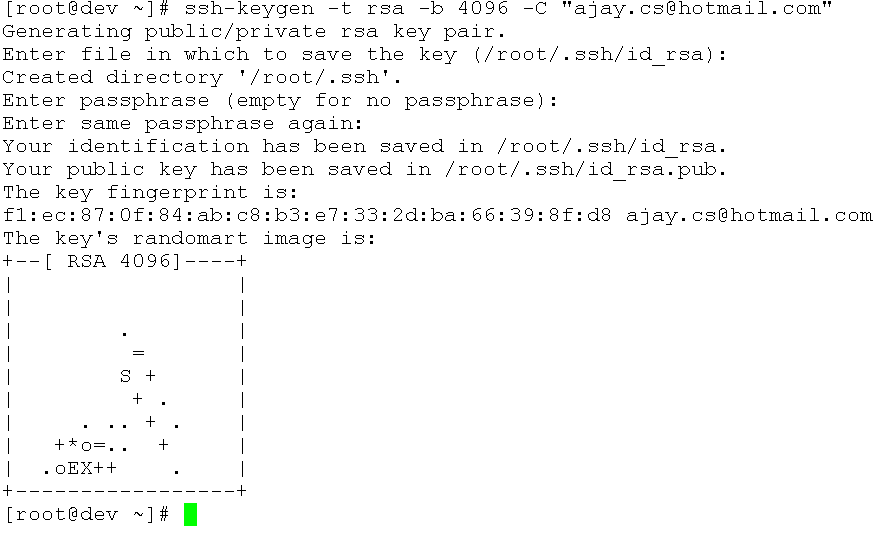 [root@dev ~]# ssh-keygen -t rsa -b 4096 -C "ajay.cs@hotmail.com"
Generating public/private rsa key pair.
Enter file in which to save the key (/root/.ssh/id_rsa):
Created directory '/root/.ssh'.
Enter passphrase (empty for no passphrase):
Enter same passphrase again:
Your identification has been saved in /root/.ssh/id_rsa.
Your public key has been saved in /root/.ssh/id_rsa.pub.
The key fingerprint is:
f1:ec:87:0f:84:ab:c8:b3:e7:33:2d:ba:66:39:8f:d8 ajay.cs@hotmail.com
The key's randomart image is:
+--[ RSA 4096]----+
|                 |
|                 |
|        .        |
|         =       |
|        S +      |
|         + .     |
|     . .. + .    |
|   +*o=..  +     |
|  .oEX++    .    |
+-----------------+
[root@dev ~]#